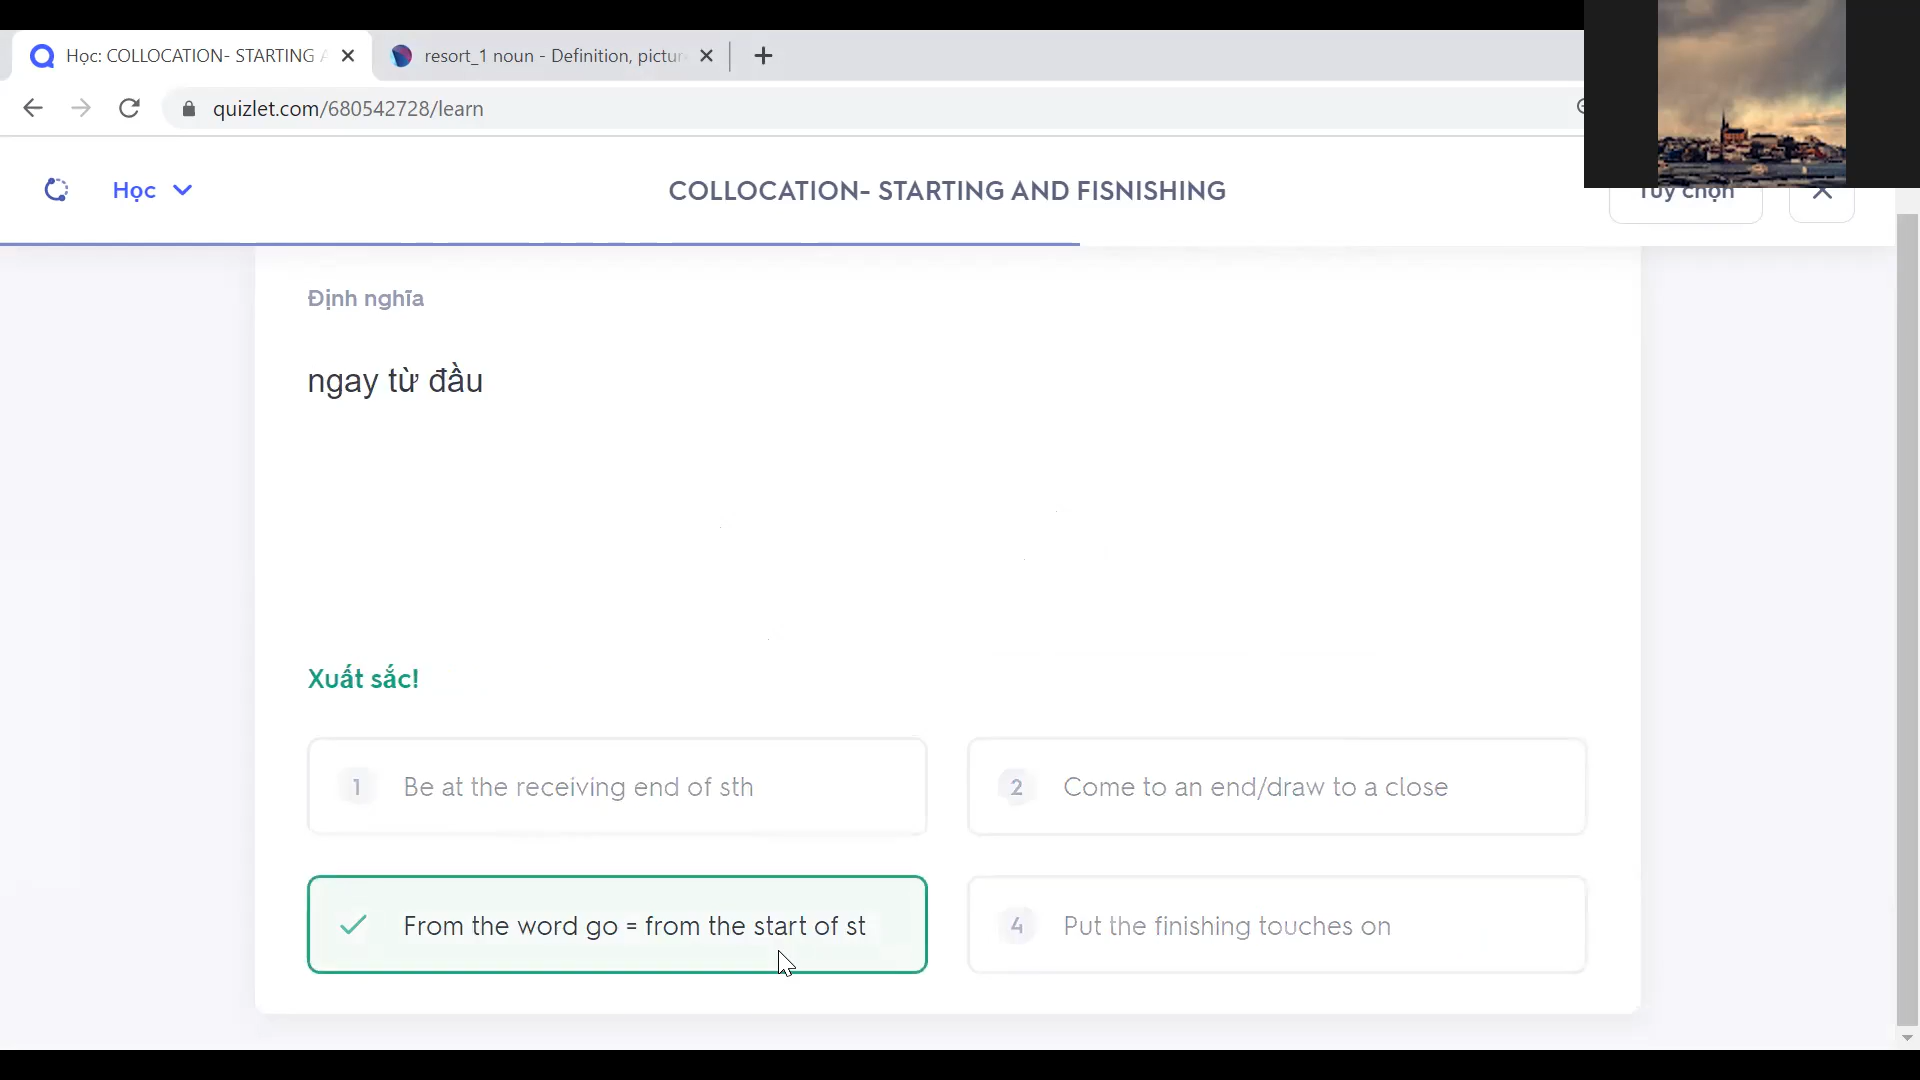 Học: COLLOCATION- STARTING A
resort_1 noun - Definition, pictur
quizlet.com/680542728/learn
Học
COLLOCATION- STARTING AND FISNISHING
Tùy chọn
Định nghĩa
ngay từ đầu
Xuất sắc!
1 Be at the receiving end of sth
2 Come to an end/draw to a close
From the word go = from the start of st
4 Put the finishing touches on